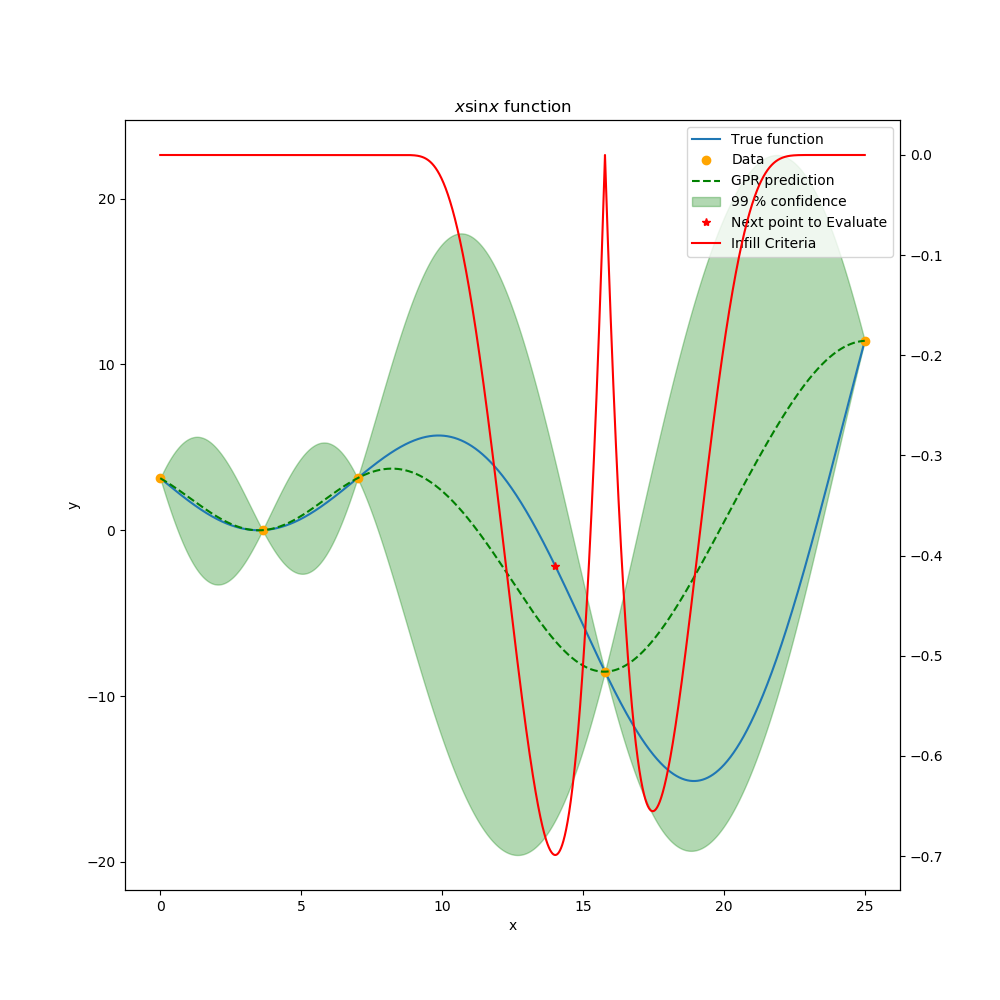 xsinx function
True function
Data
GPR prediction
99 % confidence
Next point to Evaluate
Infill Criteria
y
20
10
0
−10
−20
0.0
−0.1
−0.2
−0.3
−0.4
−0.5
−0.6
−0.7
0 5 10 15 20 25
x